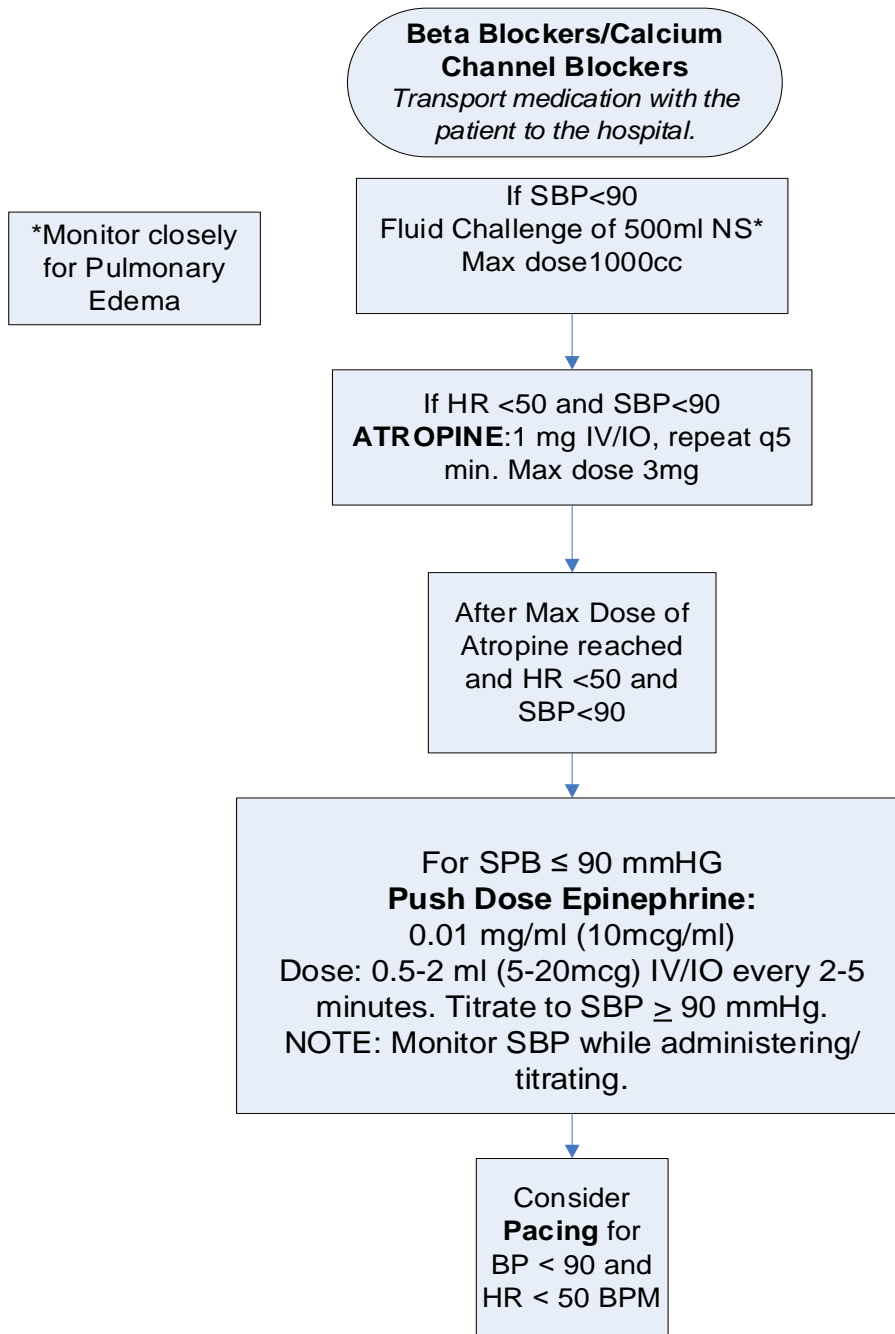 Beta Blockers/Calcium
Channel Blockers
Transport medication with the
patient to the hospital.
If SBP<90
Fluid Challenge of 500ml NS*
Max dose1000cc
*Monitor closely
for Pulmonary
Edema
If HR <50 and SBP<90
ATROPINE:1 mg IV/IO, repeat q5
min. Max dose 3mg
After Max Dose of
Atropine reached
and HR <50 and
SBP<90
For SPB ≤ 90 mmHG
Push Dose Epinephrine:
0.01 mg/ml (10mcg/ml)
Dose: 0.5-2 ml (5-20mcg) IV/IO every 2-5
minutes. Titrate to SBP ≥ 90 mmHg.
NOTE: Monitor SBP while administering/
titrating.
Consider
Pacing for
BP < 90 and
HR < 50 BPM